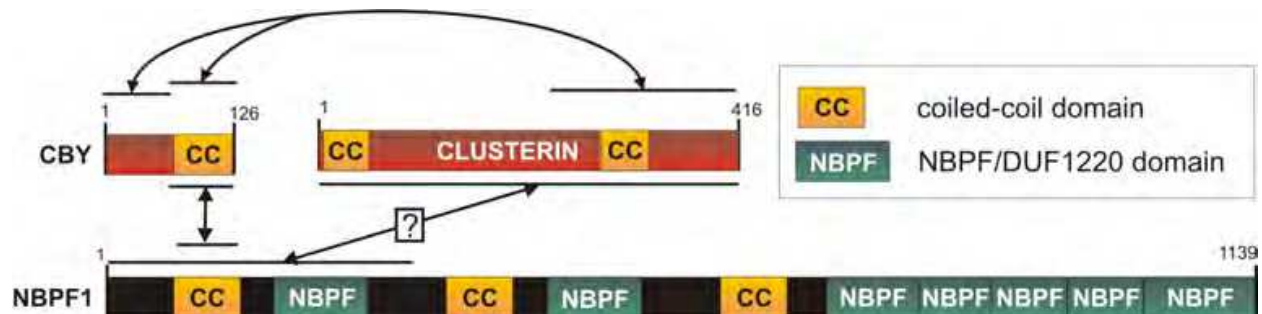 1 126 1 416
CBY CC CC CLUSTERIN CC
CC coiled-coil domain
NBPF NBPF/DUF1220 domain
?
1 1139
NBPF1 CC NBPF CC NBPF CC NBPF NBPF NBPF NBPF NBPF